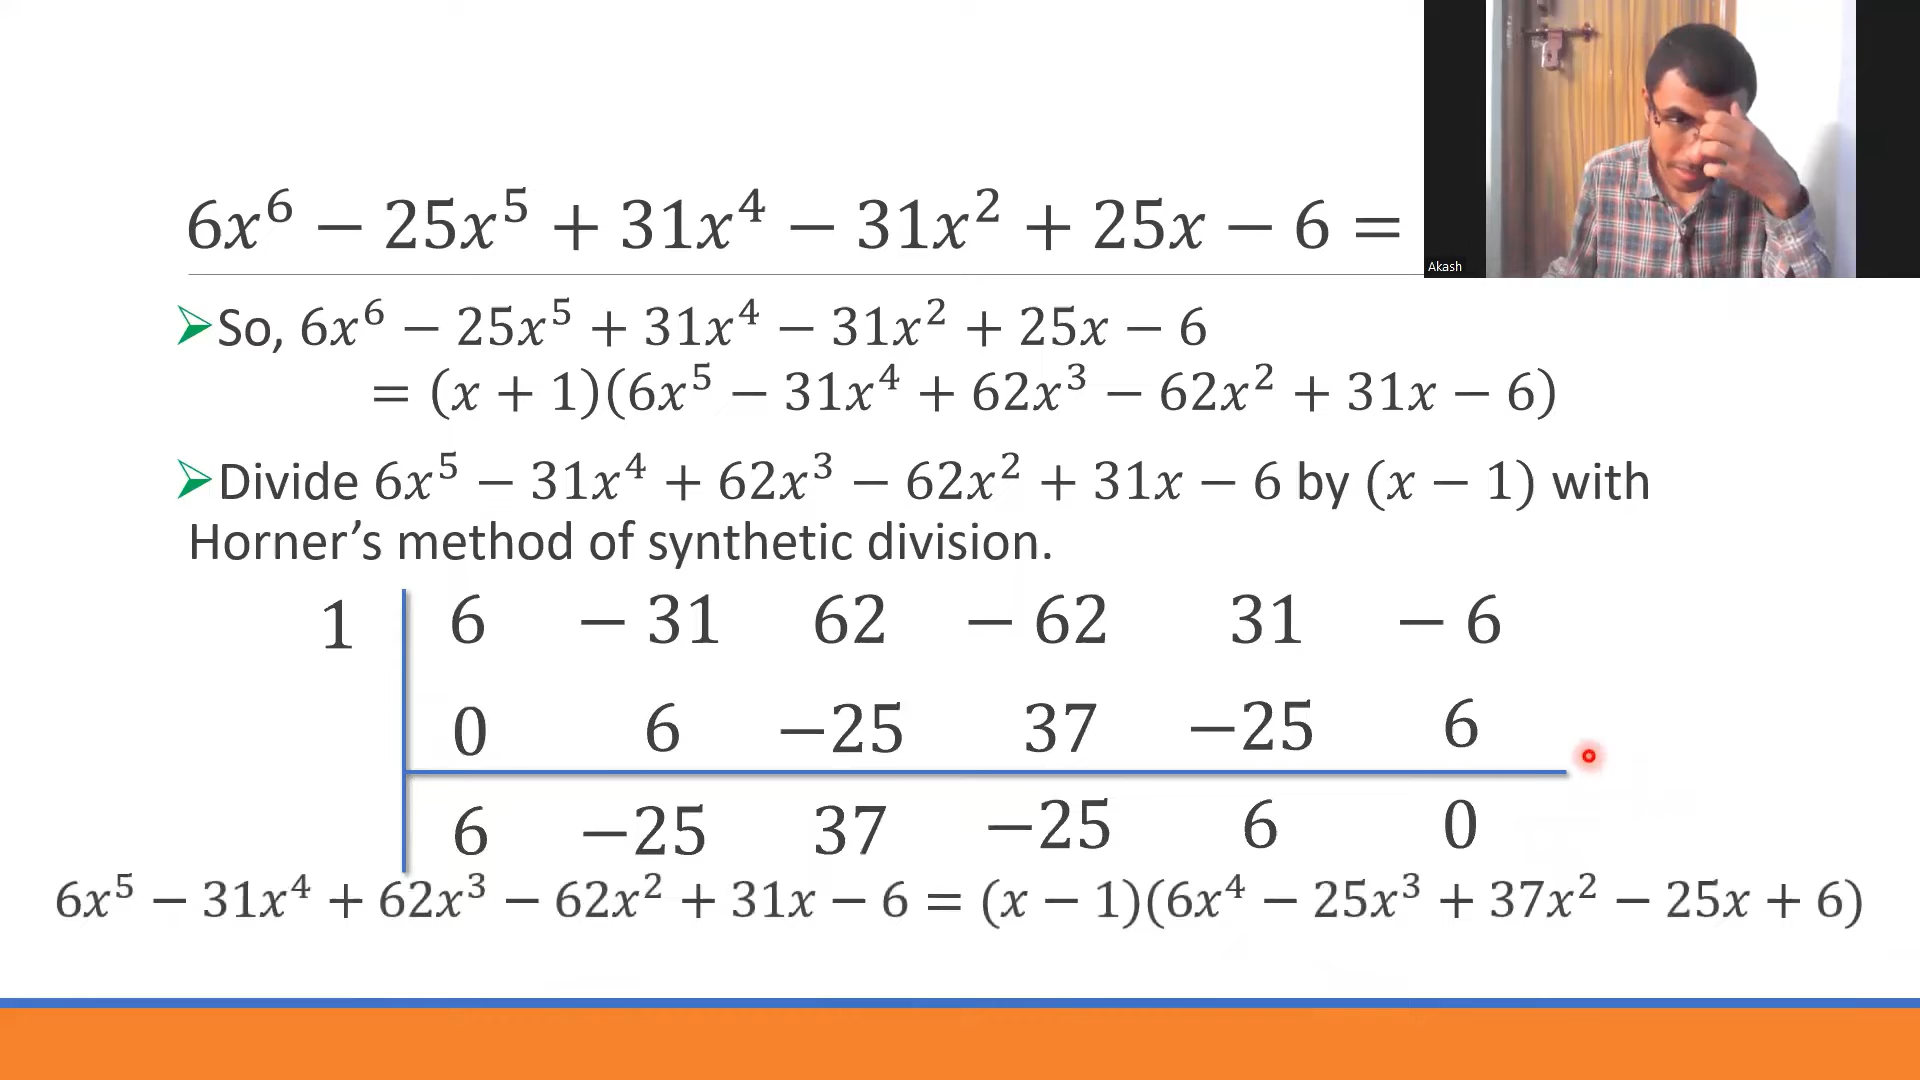 6x⁶ − 25x⁵ + 31x⁴ − 31x² + 25x − 6 =
Akash
➢So, 6x⁶ − 25x⁵ + 31x⁴ − 31x² + 25x − 6
= (x + 1)(6x⁵ − 31x⁴ + 62x³ − 62x² + 31x − 6)
➢Divide 6x⁵ − 31x⁴ + 62x³ − 62x² + 31x − 6 by (x − 1) with
Horner’s method of synthetic division.
1 6 − 31 62 − 62 31 − 6
0 6 −25 37 −25 6
6 −25 37 −25 6 0
6x⁵ − 31x⁴ + 62x³ − 62x² + 31x − 6 = (x − 1)(6x⁴ − 25x³ + 37x² − 25x + 6)